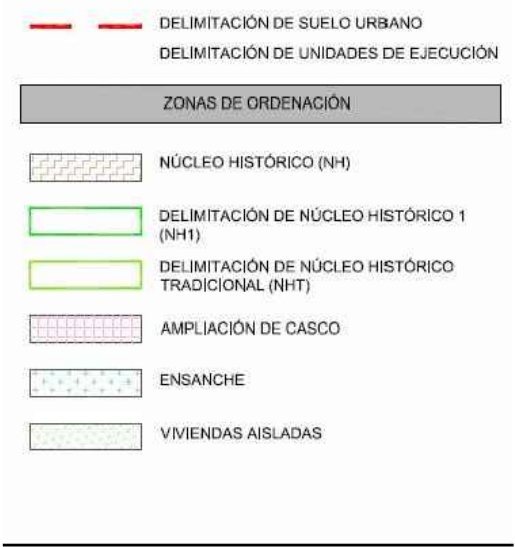 DELIMITACIÓN DE SUELO URBANO
DELIMITACIÓN DE UNIDADES DE EJECUCIÓN
ZONAS DE ORDENACIÓN
NÚCLEO HISTÓRICO (NH)
DELIMITACIÓN DE NÚCLEO HISTÓRICO 1
(NH1)
DELIMITACIÓN DE NÚCLEO HISTÓRICO
TRADICIONAL (NHT)
AMPLIACIÓN DE CASCO
ENSANCHE
VIVIENDAS AISLADAS